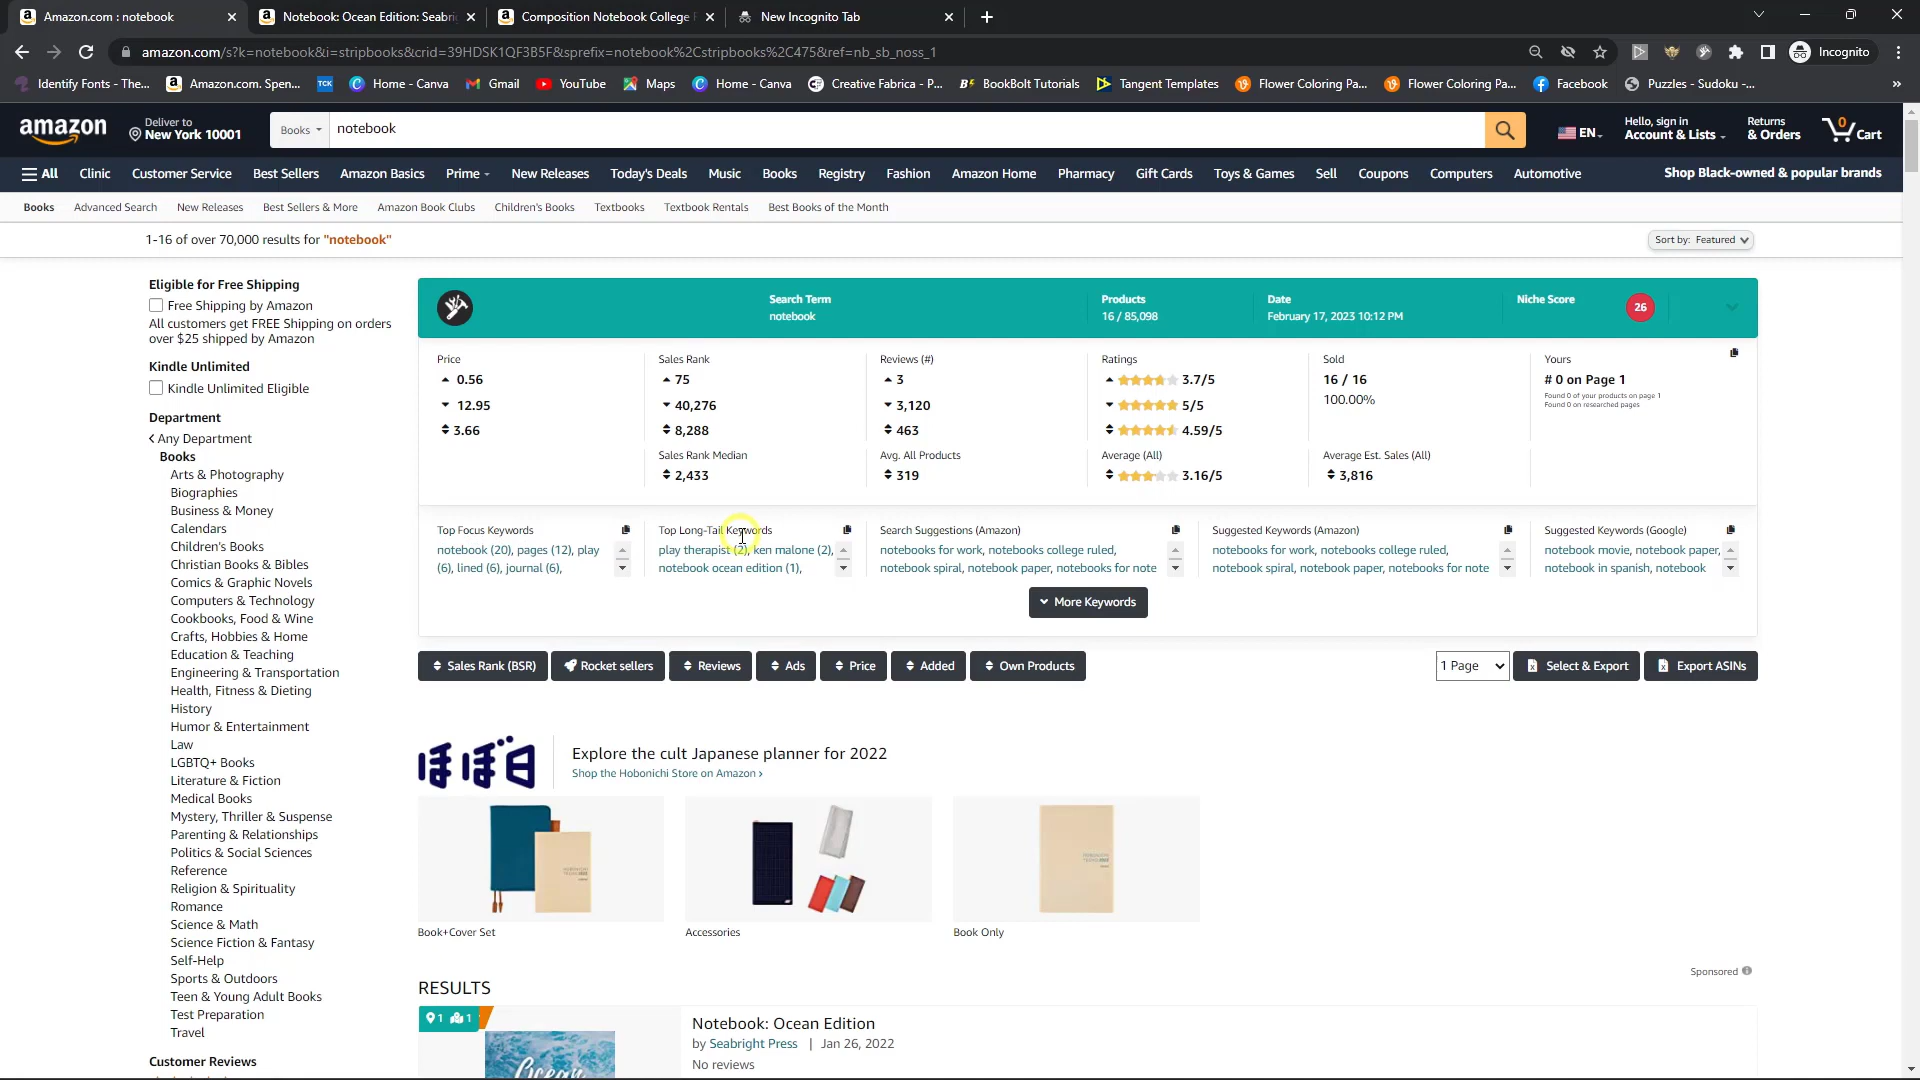 Amazon.com : notebook
Notebook: Ocean Edition: Seabri
Composition Notebook College
New Incognito Tab
amazon.com/s?k=notebook&i=stripbooks&crid=39HDSK1QF3B5F&sprefix=notebook%2Cstripbooks%2C475&ref=nb_sb_noss_1
Incognito
Identify Fonts - The...
Amazon.com. Spen...
TCK
Home - Canva
Gmail
YouTube
Maps
Home - Canva
Creative Fabrica - P...
BookBolt Tutorials
Tangent Templates
Flower Coloring Pa...
Flower Coloring Pa...
Facebook
Puzzles - Sudoku -...
amazon
Deliver to
New York 10001
Books
notebook
EN
Hello, sign in
Account & Lists
Returns
& Orders
0
Cart
All
Clinic
Customer Service
Best Sellers
Amazon Basics
Prime
New Releases
Today's Deals
Music
Books
Registry
Fashion
Amazon Home
Pharmacy
Gift Cards
Toys & Games
Sell
Coupons
Computers
Automotive
Shop Black-owned & popular brands
Books
Advanced Search
New Releases
Best Sellers & More
Amazon Book Clubs
Children's Books
Textbooks
Textbook Rentals
Best Books of the Month
1-16 of over 70,000 results for "notebook"
Sort by: Featured
Eligible for Free Shipping
Free Shipping by Amazon
All customers get FREE Shipping on orders
over $25 shipped by Amazon
Kindle Unlimited
Kindle Unlimited Eligible
Department
Any Department
Books
Arts & Photography
Biographies
Business & Money
Calendars
Children's Books
Christian Books & Bibles
Comics & Graphic Novels
Computers & Technology
Cookbooks, Food & Wine
Crafts, Hobbies & Home
Education & Teaching
Engineering & Transportation
Health, Fitness & Dieting
History
Humor & Entertainment
Law
LGBTQ+ Books
Literature & Fiction
Medical Books
Mystery, Thriller & Suspense
Parenting & Relationships
Politics & Social Sciences
Reference
Religion & Spirituality
Romance
Science & Math
Science Fiction & Fantasy
Self-Help
Sports & Outdoors
Teen & Young Adult Books
Test Preparation
Travel
Customer Reviews
Search Term
notebook
Products
16 / 85,098
Date
February 17, 2023 10:12 PM
Niche Score
26
Price
0.56
12.95
3.66
Sales Rank
75
40,276
8,288
Sales Rank Median
2,433
Reviews (#)
3
3,120
463
Avg. All Products
319
Ratings
3.7/5
5/5
4.59/5
Average (All)
3.16/5
Sold
16 / 16
100.00%
Average Est. Sales (All)
3,816
Yours
# 0 on Page 1
Found 0 of your products on page 1
Found 0 on researched pages
Top Focus Keywords
notebook (20), pages (12), play
(6), lined (6), journal (6),
Top Long-Tail Keywords
play therapist (2), ken malone (2),
notebook ocean edition (1),
Search Suggestions (Amazon)
notebooks for work, notebooks college ruled,
notebook spiral, notebook paper, notebooks for note
Suggested Keywords (Amazon)
notebooks for work, notebooks college ruled,
notebook spiral, notebook paper, notebooks for note
Suggested Keywords (Google)
notebook movie, notebook paper,
notebook in spanish, notebook
More Keywords
Sales Rank (BSR)
Rocket sellers
Reviews
Ads
Price
Added
Own Products
1 Page
Select & Export
Export ASINs
ほぼ日
Explore the cult Japanese planner for 2022
Shop the Hobonichi Store on Amazon ›
Book+Cover Set
Accessories
Book Only
Sponsored
RESULTS
1
1
Ocean
Notebook: Ocean Edition
by Seabright Press | Jan 26, 2022
No reviews